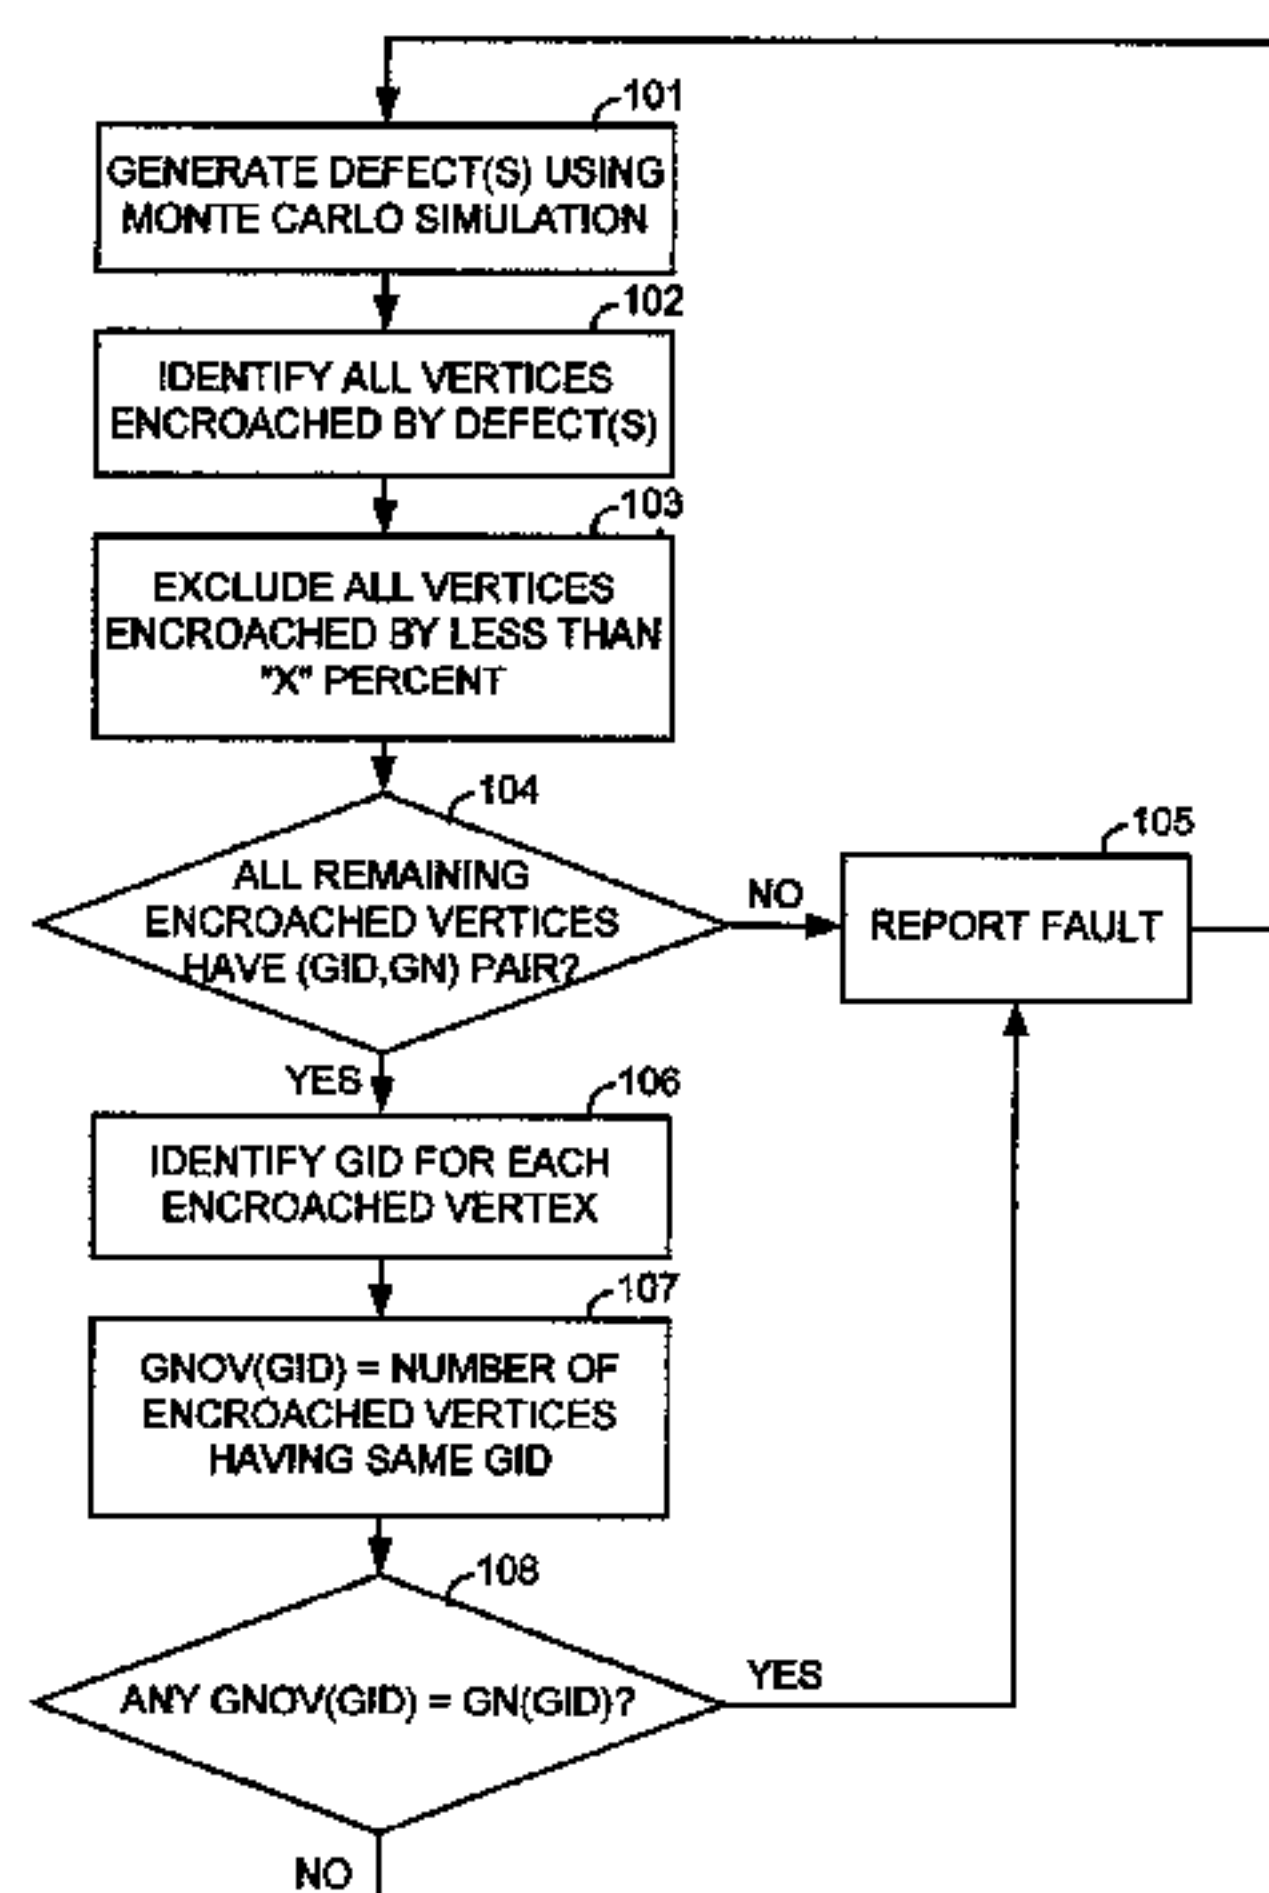 101
GENERATE DEFECT(S) USING
MONTE CARLO SIMULATION
102
IDENTIFY ALL VERTICES
ENCROACHED BY DEFECT(S)
103
EXCLUDE ALL VERTICES
ENCROACHED BY LESS THAN
"X" PERCENT
104
ALL REMAINING
ENCROACHED VERTICES
HAVE (GID,GN) PAIR?
NO
105
REPORT FAULT
YES
106
IDENTIFY GID FOR EACH
ENCROACHED VERTEX
107
GNOV(GID) = NUMBER OF
ENCROACHED VERTICES
HAVING SAME GID
108
ANY GNOV(GID) = GN(GID)?
YES
NO